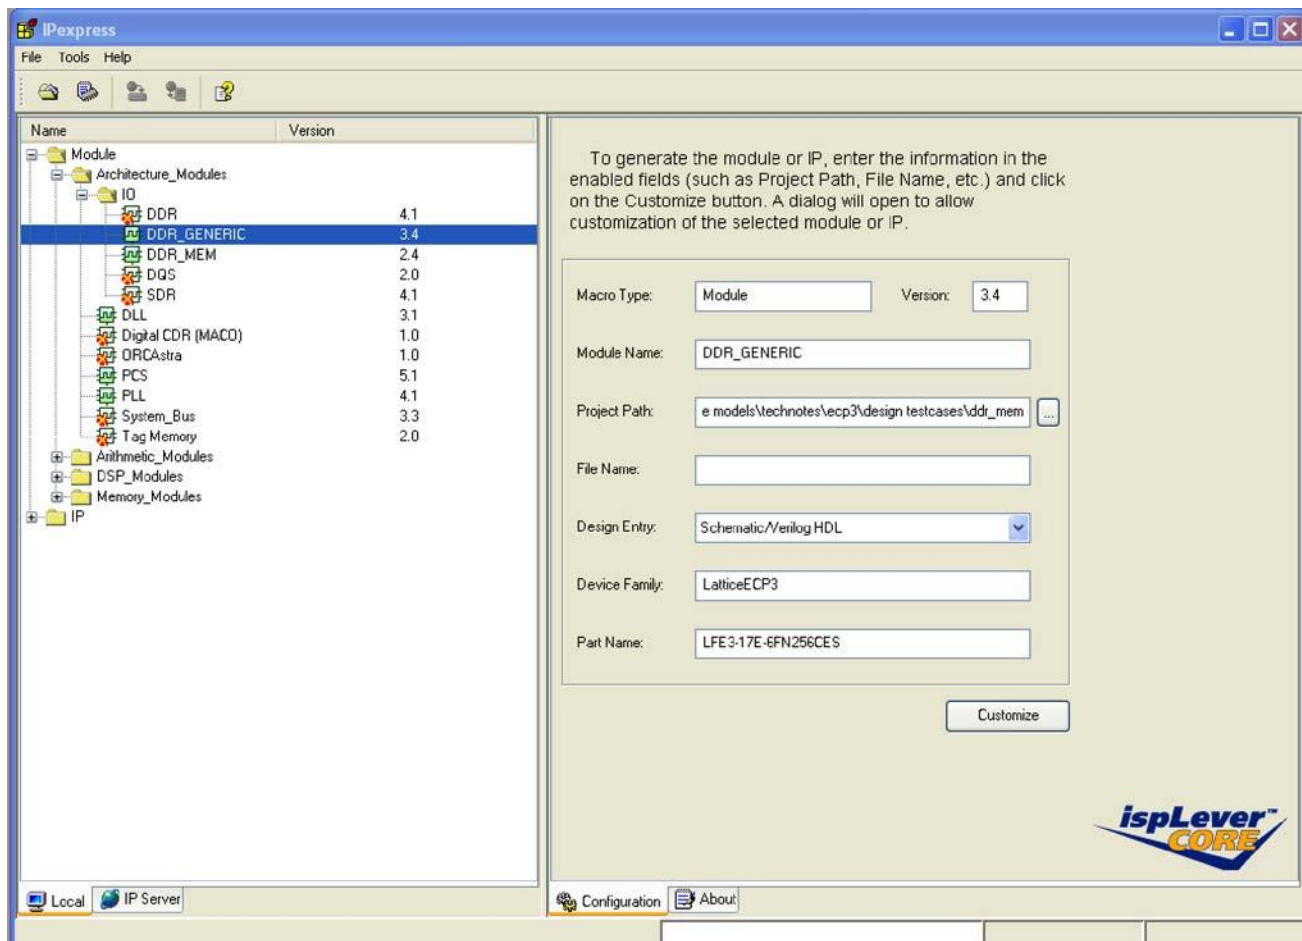 IPexpress
File Tools Help
Name Version
Module
Architecture_Modules
IO
DDR 4.1
DDR_GENERIC 3.4
DDR_MEM 2.4
DQS 2.0
SDR 4.1
DLL 3.1
Digital CDR (MACO) 1.0
ORCAstra 1.0
PCS 5.1
PLL 4.1
System_Bus 3.3
Tag Memory 2.0
Arithmetic_Modules
DSP_Modules
Memory_Modules
IP
Local IP Server
To generate the module or IP, enter the information in the
enabled fields (such as Project Path, File Name, etc.) and click
on the Customize button. A dialog will open to allow
customization of the selected module or IP.
Macro Type: Module Version: 3.4
Module Name: DDR_GENERIC
Project Path: e models\technotes\ecp3\design testcases\ddr_mem ...
File Name:
Design Entry: Schematic/Verilog HDL
Device Family: LatticeECP3
Part Name: LFE3-17E-6FN256CES
Customize
ispLever™
CORE
Configuration About